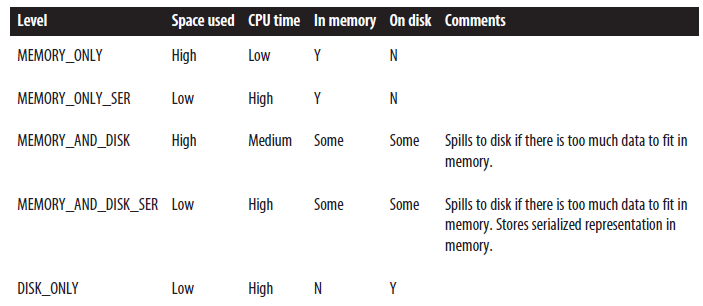 Level Space used CPU time In memory On disk Comments
MEMORY_ONLY High Low Y N
MEMORY_ONLY_SER Low High Y N
MEMORY_AND_DISK High Medium Some Some Spills to disk if there is too much data to fit in
memory.
MEMORY_AND_DISK_SER Low High Some Some Spills to disk if there is too much data to fit in
memory. Stores serialized representation in
memory.
DISK_ONLY Low High N Y